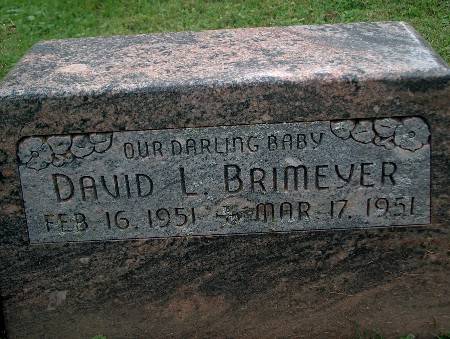 OUR DARLING BABY
DAVID L. BRIMEYER
FEB 16. 1951 MAR 17. 1951